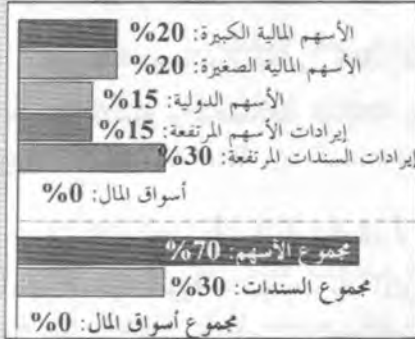 الأسهم المالية الكبيرة: 20%
الأسهم المالية الصغيرة: 20%
الأسهم الدولية: 15%
إيرادات الأسهم المرتفعة: 15%
إيرادات السندات المرتفعة: 30%
أسواق المال: 0%
مجموع الأسهم: 70%
مجموع السندات: 30%
مجموع أسواق المال: 0%